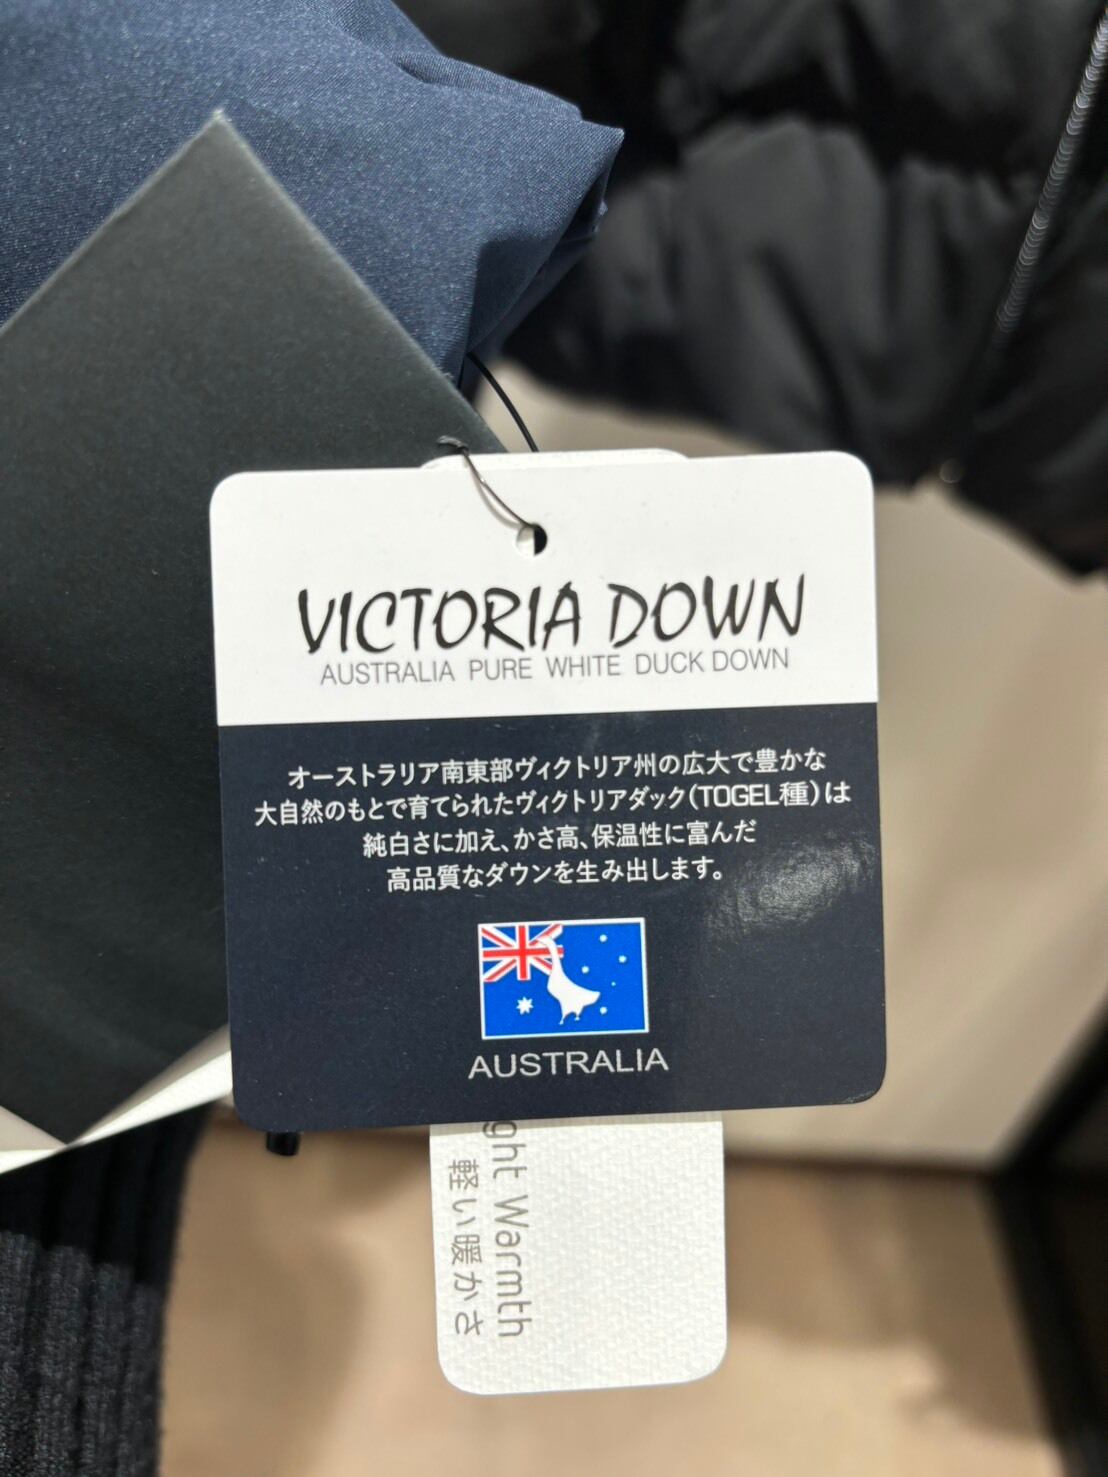 VICTORIA DOWN
AUSTRALIA PURE WHITE DUCK DOWN
オーストラリア南東部ヴィクトリア州の広大で豊かな
大自然のもとで育てられたヴィクトリアダック(TOGEL種)は
純白さに加え、かさ高、保温性に富んだ
高品質なダウンを生み出します。
AUSTRALIA
ght Warmth
軽い暖かさ